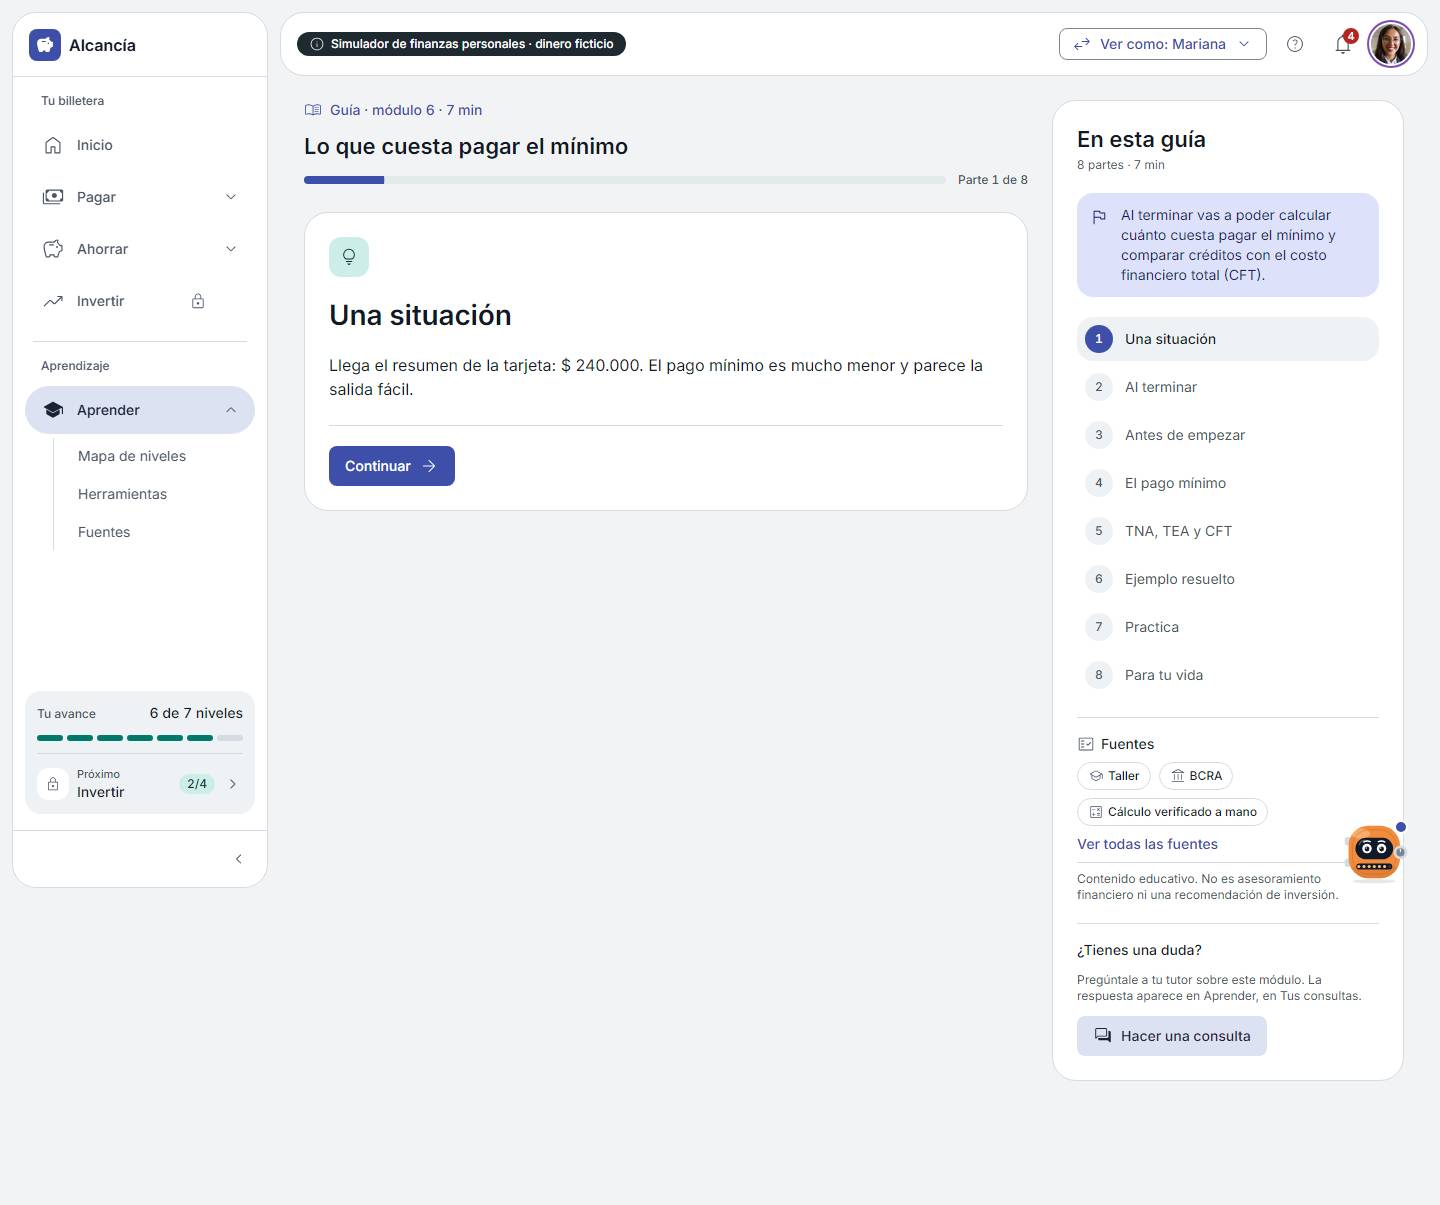 Alcancía
Tu billetera
Inicio
Pagar
Ahorrar
Invertir
Aprendizaje
Aprender
Mapa de niveles
Herramientas
Fuentes
Tu avance
6 de 7 niveles
Próximo
Invertir
2/4
Simulador de finanzas personales · dinero ficticio
Ver como: Mariana
4
Guía · módulo 6 · 7 min
Lo que cuesta pagar el mínimo
Parte 1 de 8
Una situación
Llega el resumen de la tarjeta: $ 240.000. El pago mínimo es mucho menor y parece la
salida fácil.
Continuar
En esta guía
8 partes · 7 min
Al terminar vas a poder calcular
cuánto cuesta pagar el mínimo y
comparar créditos con el costo
financiero total (CFT).
1 Una situación
2 Al terminar
3 Antes de empezar
4 El pago mínimo
5 TNA, TEA y CFT
6 Ejemplo resuelto
7 Practica
8 Para tu vida
Fuentes
Taller
BCRA
Cálculo verificado a mano
Ver todas las fuentes
Contenido educativo. No es asesoramiento
financiero ni una recomendación de inversión.
¿Tienes una duda?
Pregúntale a tu tutor sobre este módulo. La
respuesta aparece en Aprender, en Tus consultas.
Hacer una consulta